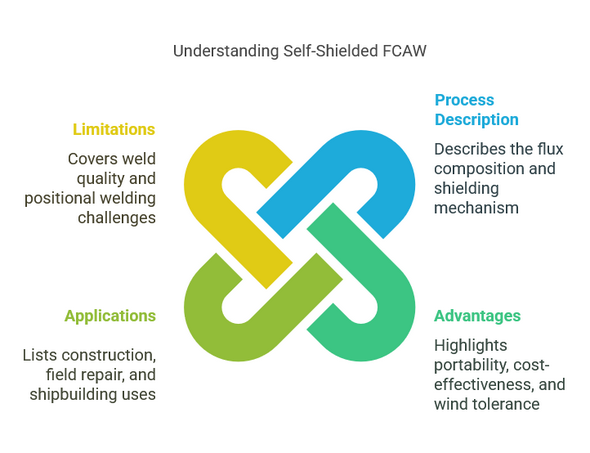 Understanding Self-Shielded FCAW
Limitations
Covers weld
quality and
positional welding
challenges
Process
Description
Describes the flux
composition and
shielding
mechanism
Applications
Lists construction,
field repair, and
shipbuilding uses
Advantages
Highlights
portability, cost-
effectiveness, and
wind tolerance